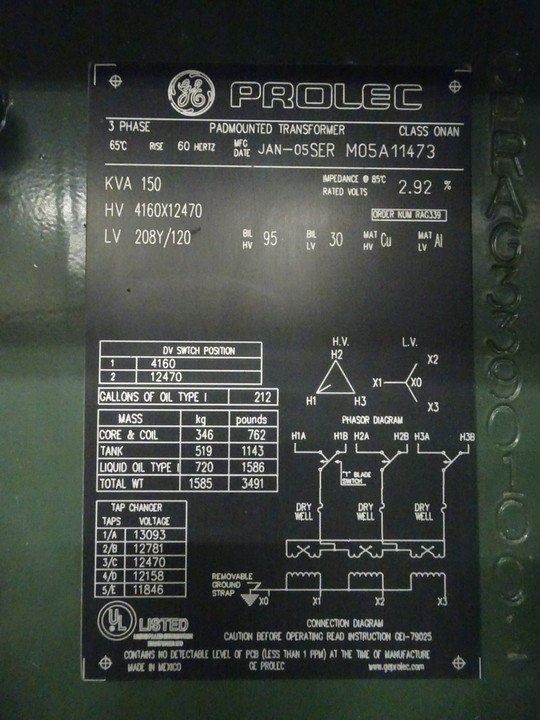 GE PROLEC
3 PHASE PADMOUNTED TRANSFORMER CLASS ONAN
65°C RISE 60 HERTZ MFG DATE JAN-05 SER M05A11473
KVA 150 IMPEDANCE @ 85°C RATED VOLTS 2.92 %
HV 4160X12470 ORDER NUM RAG339
LV 208Y/120 BIL HV 95 BIL LV 30 MAT HV Cu MAT LV Al
DV SWTCH POSITION
1 4160
2 12470
GALLONS OF OIL TYPE I 212
MASS kg pounds
CORE & COIL 346 762
TANK 519 1143
LIQUID OIL TYPE I 720 1586
TOTAL WT 1585 3491
TAP CHANGER
TAPS VOLTAGE
1/A 13093
2/B 12781
3/C 12470
4/D 12158
5/E 11846
H.V. L.V.
H2 X2
X1 X0
H1 H3 X3
PHASOR DIAGRAM
H1A H1B H2A H2B H3A H3B
"T" BLADE
SWITCH
DRY WELL DRY WELL DRY WELL
REMOVABLE
GROUND
STRAP
X0 X1 X2 X3
CONNECTION DIAGRAM
UL LISTED
CAUTION BEFORE OPERATING READ INSTRUCTION GEI-79025
CONTAINS NO DETECTABLE LEVEL OF PCB (LESS THAN 1 PPM) AT THE TIME OF MANUFACTURE
MADE IN MEXICO GE PROLEC www.geprolec.com